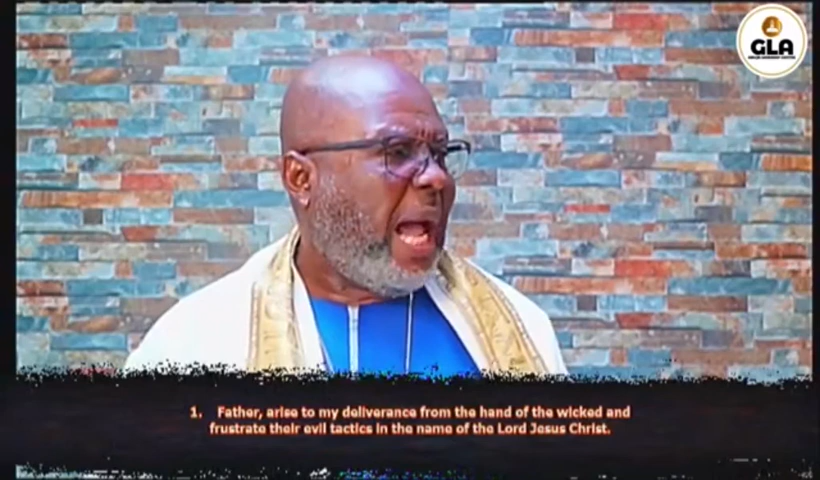 GLA
1. Father, arise to my deliverance from the hand of the wicked and
frustrate their evil tactics in the name of the Lord Jesus Christ.